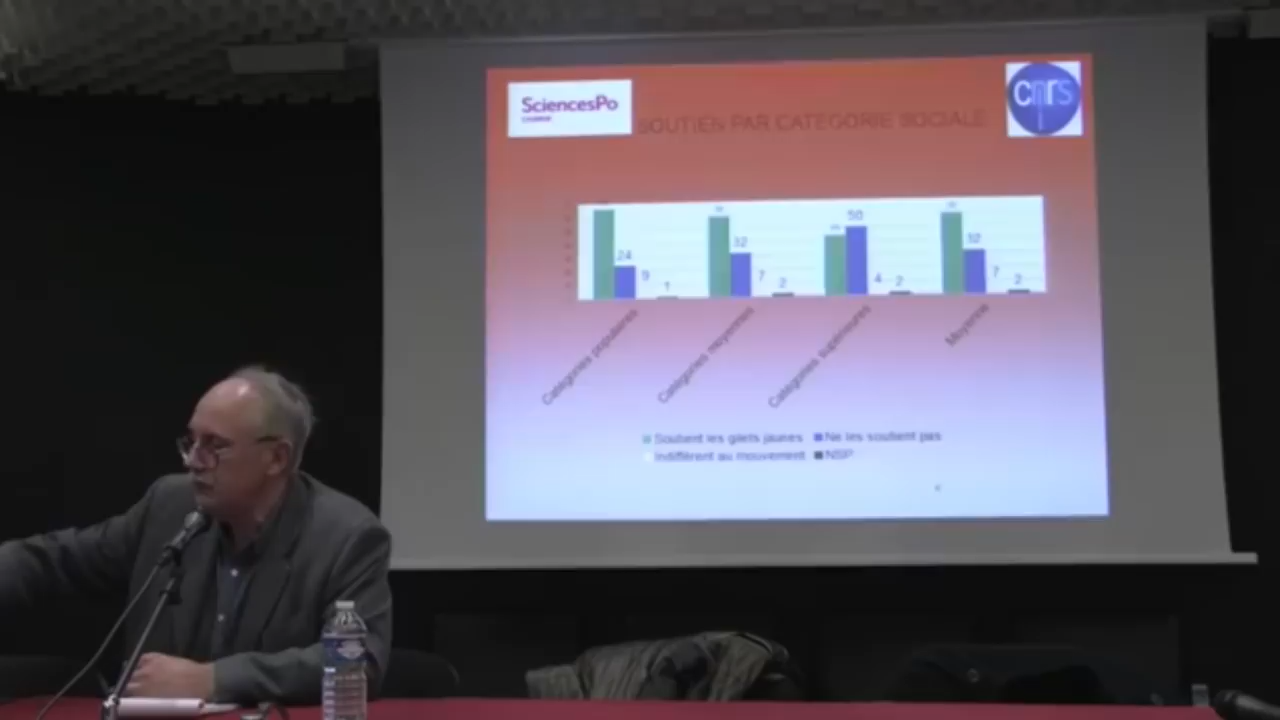 SciencesPo
cnrs
SOUTIEN PAR CATEGORIE SOCIALE
24 9 1
32 7 2
50 4 2
32 7 2
Catégories populaires
Catégories moyennes
Catégories supérieures
Moyenne
Soutient les gilets jaunes Ne les soutient pas
Indifférent au mouvement NSP